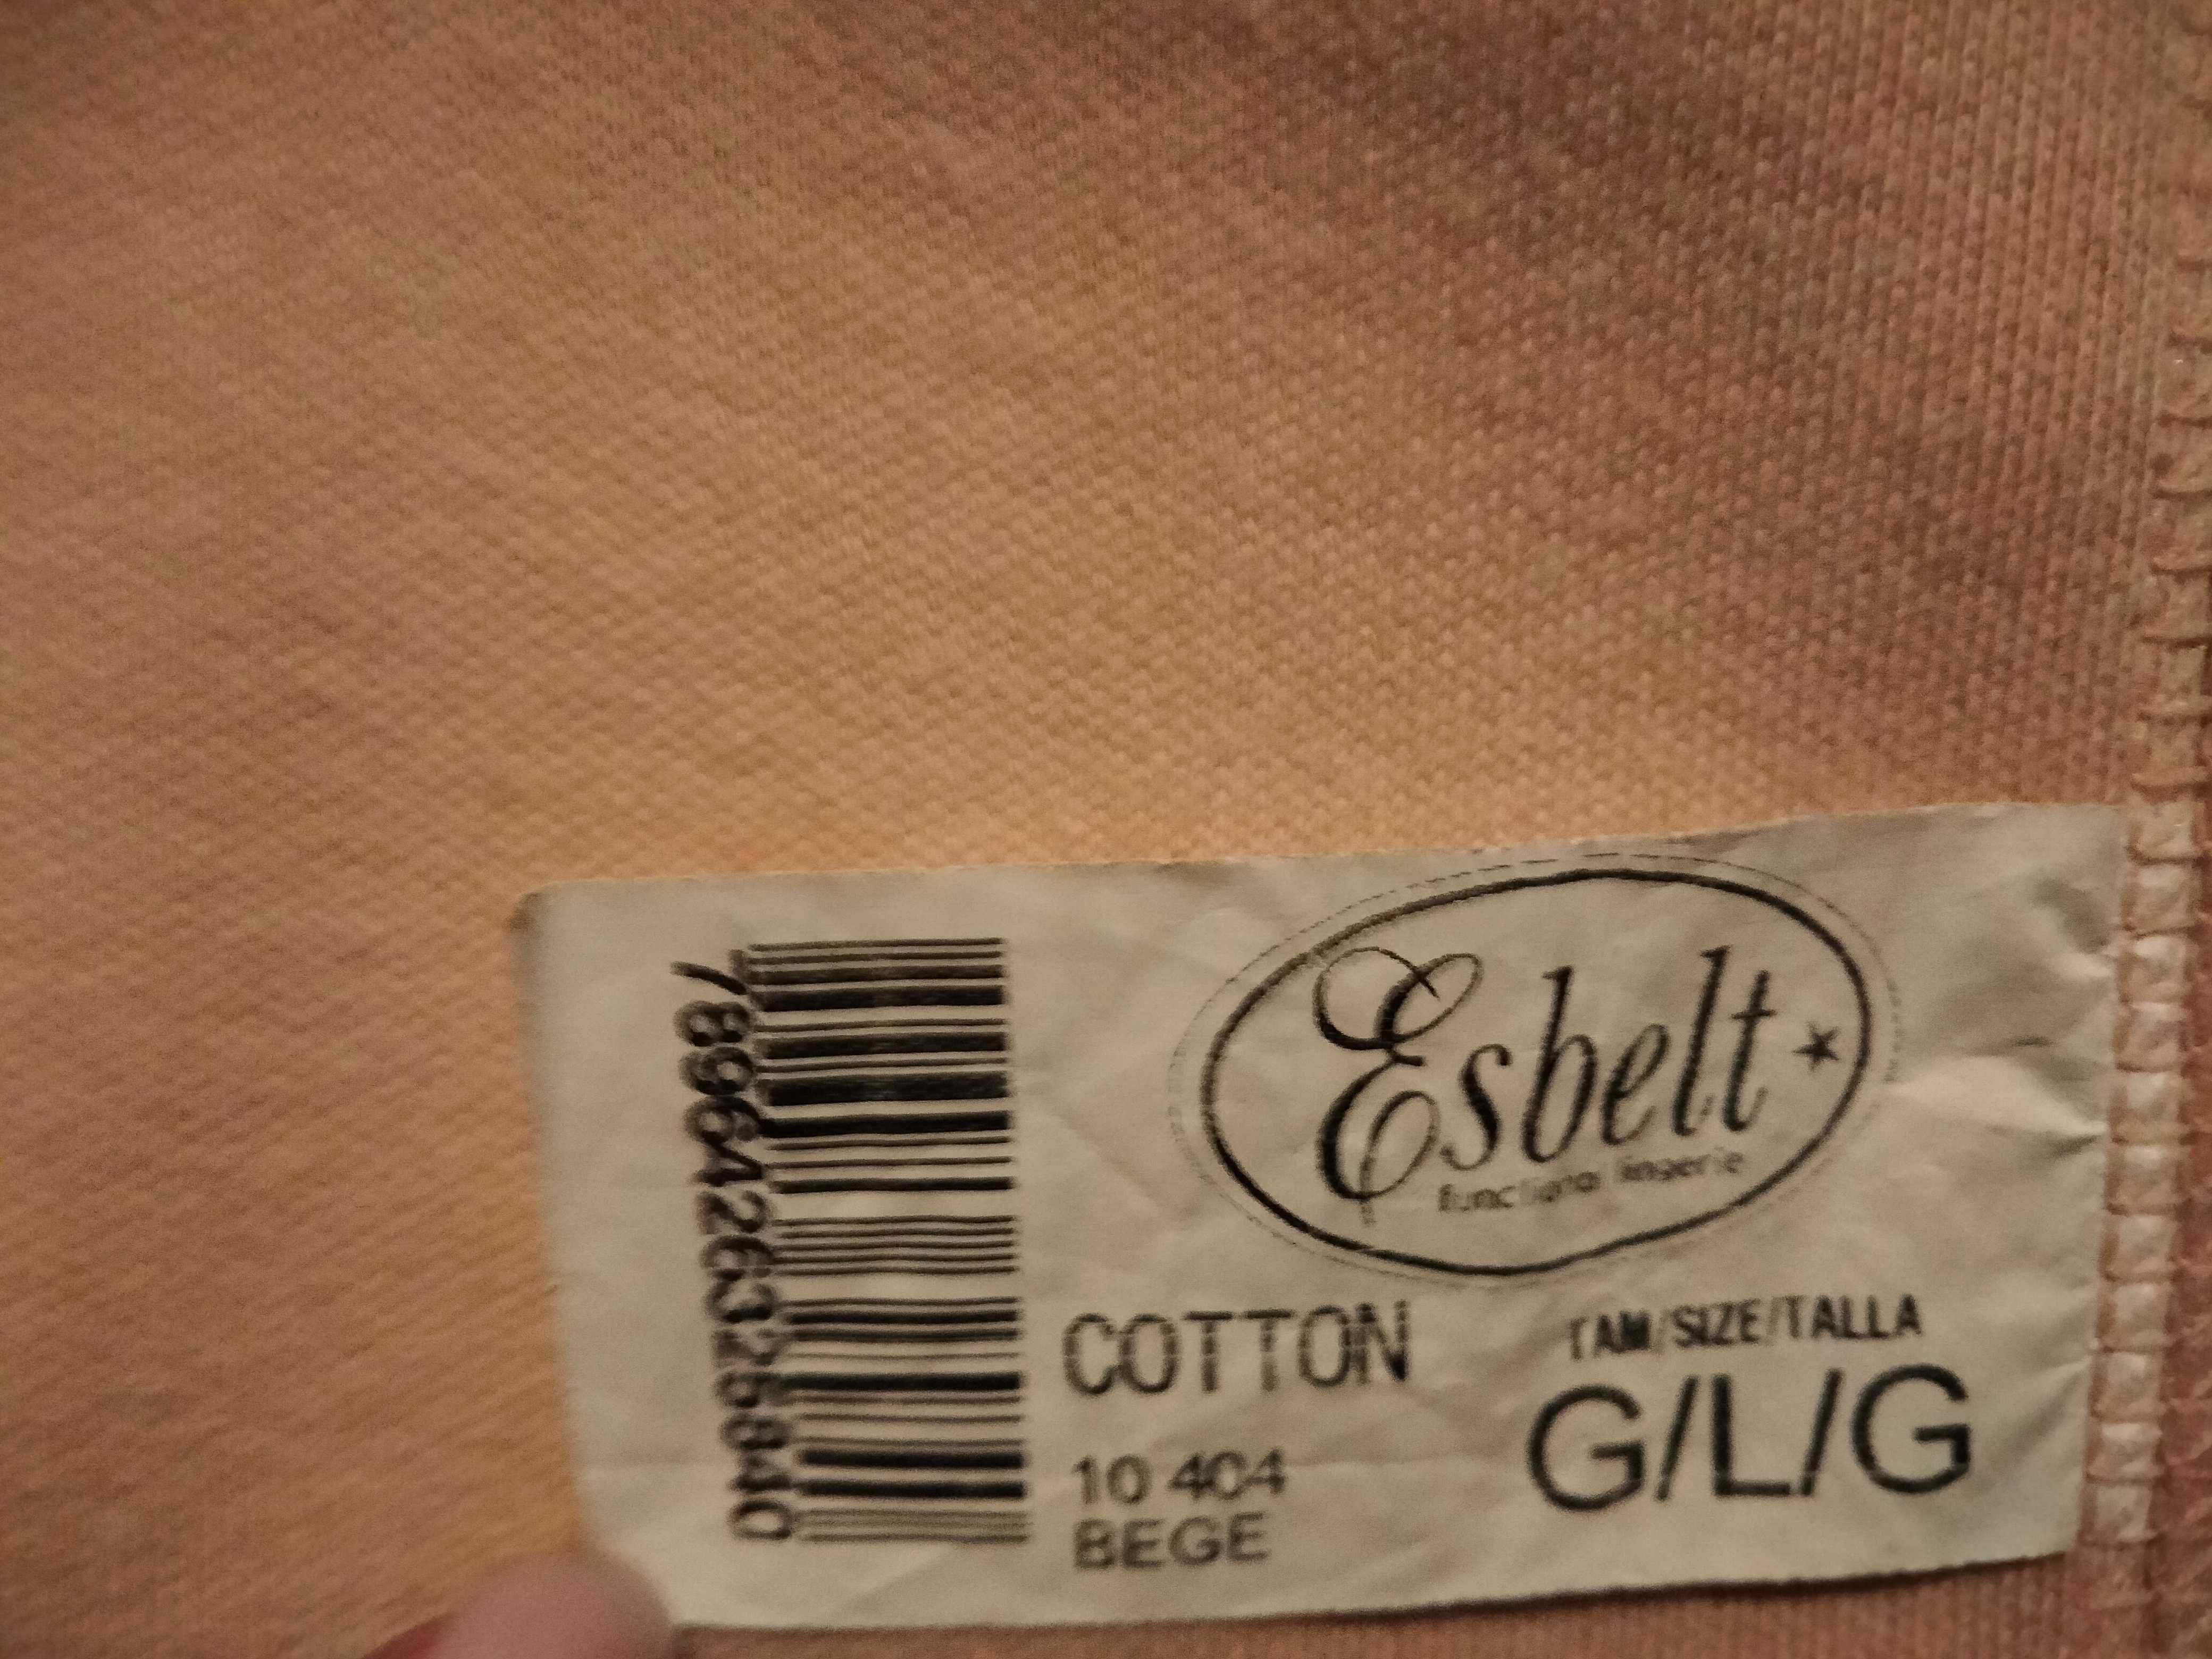 Esbelt
functional lingerie
7896426325840
COTTON
TAM/SIZE/TALLA
10 404
G/L/G
BEGE